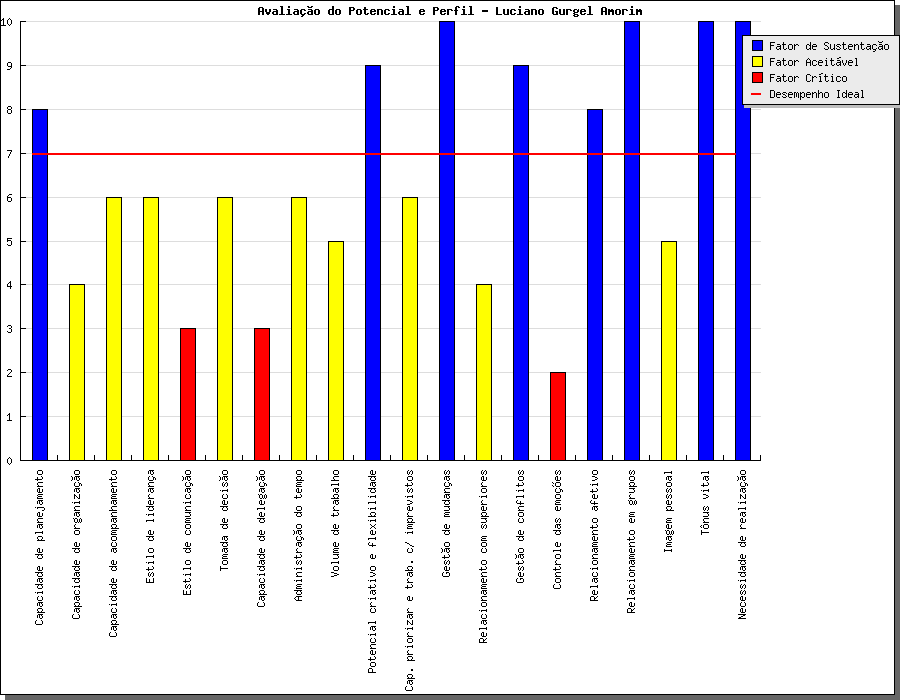 Avaliação do Potencial e Perfil - Luciano Gurgel Amorim
10
9
8
7
6
5
4
3
2
1
0
Fator de Sustentação
Fator Aceitável
Fator Crítico
Desempenho Ideal
Capacidade de planejamento
Capacidade de organização
Capacidade de acompanhamento
Estilo de liderança
Estilo de comunicação
Tomada de decisão
Capacidade de delegação
Administração do tempo
Volume de trabalho
Potencial criativo e flexibilidade
Cap. priorizar e trab. c/ imprevistos
Gestão de mudanças
Relacionamento com superiores
Gestão de conflitos
Controle das emoções
Relacionamento afetivo
Relacionamento em grupos
Imagem pessoal
Tônus vital
Necessidade de realização